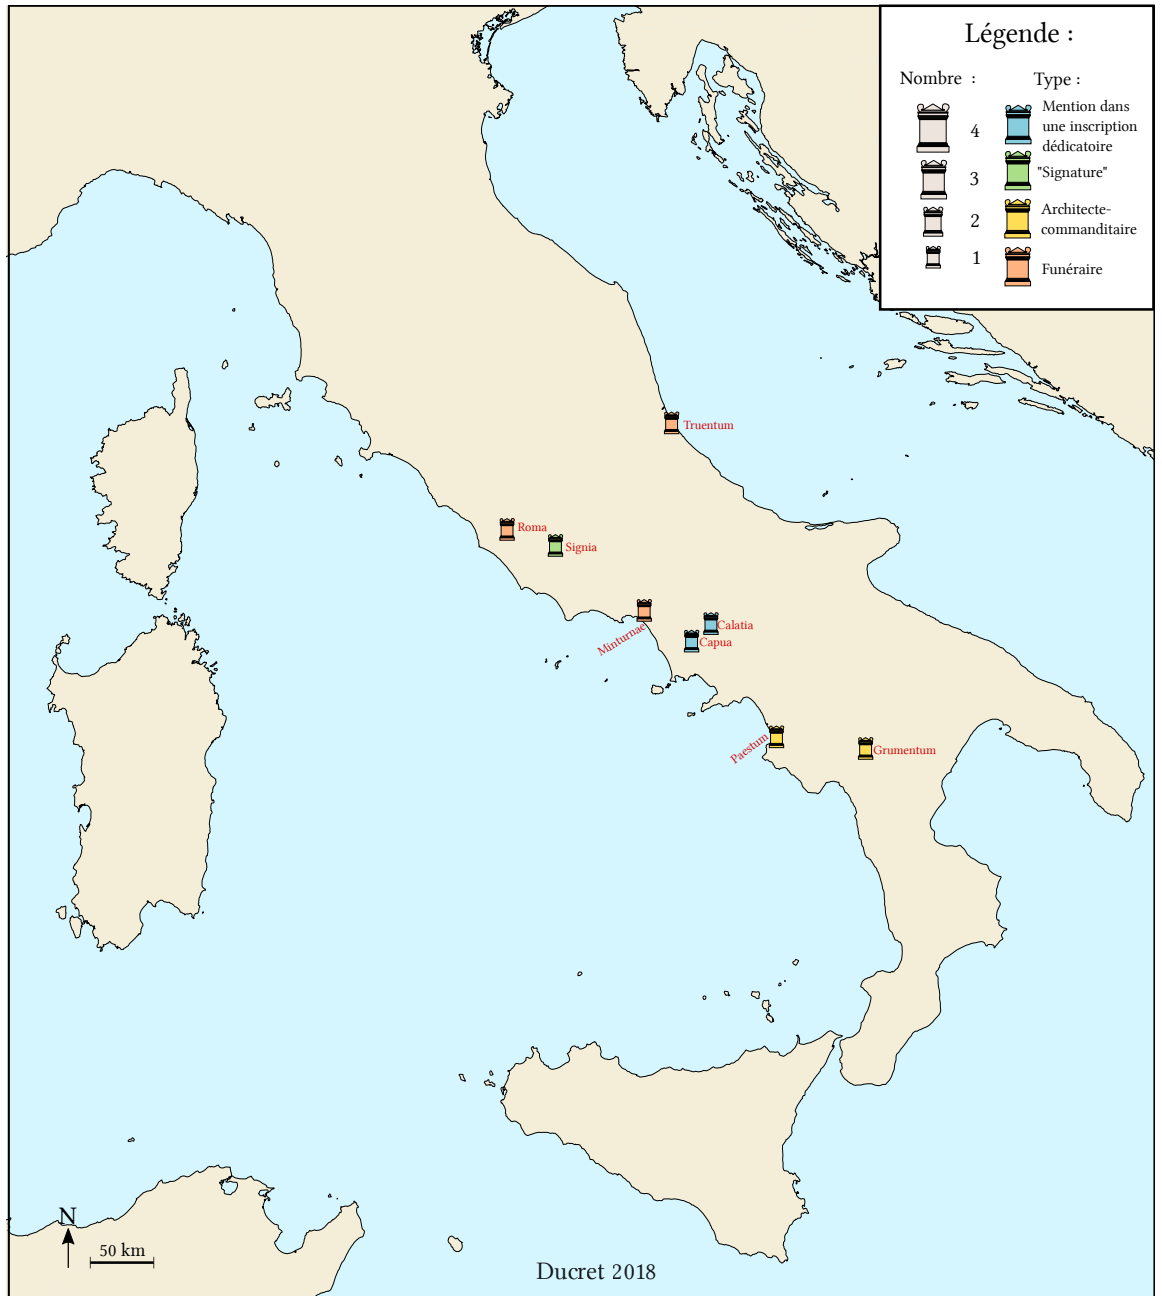 Légende :
Nombre :
Type :
4
Mention dans
une inscription
dédicatoire
3
"Signature"
2
Architecte-
commanditaire
1
Funéraire
Truentum
Roma
Signia
Minturnae
Calatia
Capua
Paestum
Grumentum
N
50 km
Ducret 2018